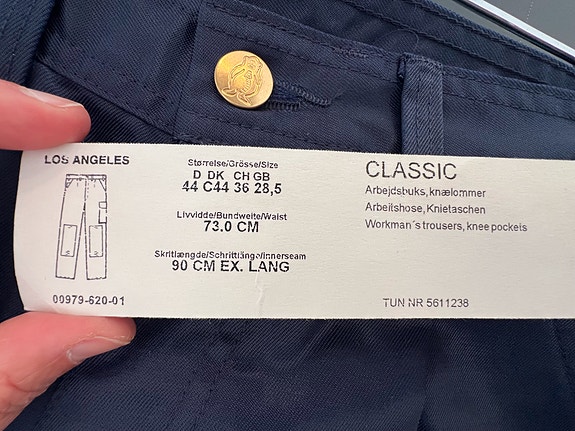 LOS ANGELES
00979-620-01
Størrelse/Grösse/Size
D DK CH GB
44 C44 36 28,5
Livvidde/Bundweite/Waist
73.0 CM
Skritlængde/Schrittlänge/Innerseam
90 CM EX. LANG
CLASSIC
Arbejdsbuks, knælommer
Arbeitshose, Knietaschen
Workman´s trousers, knee pockets
TUN NR 5611238